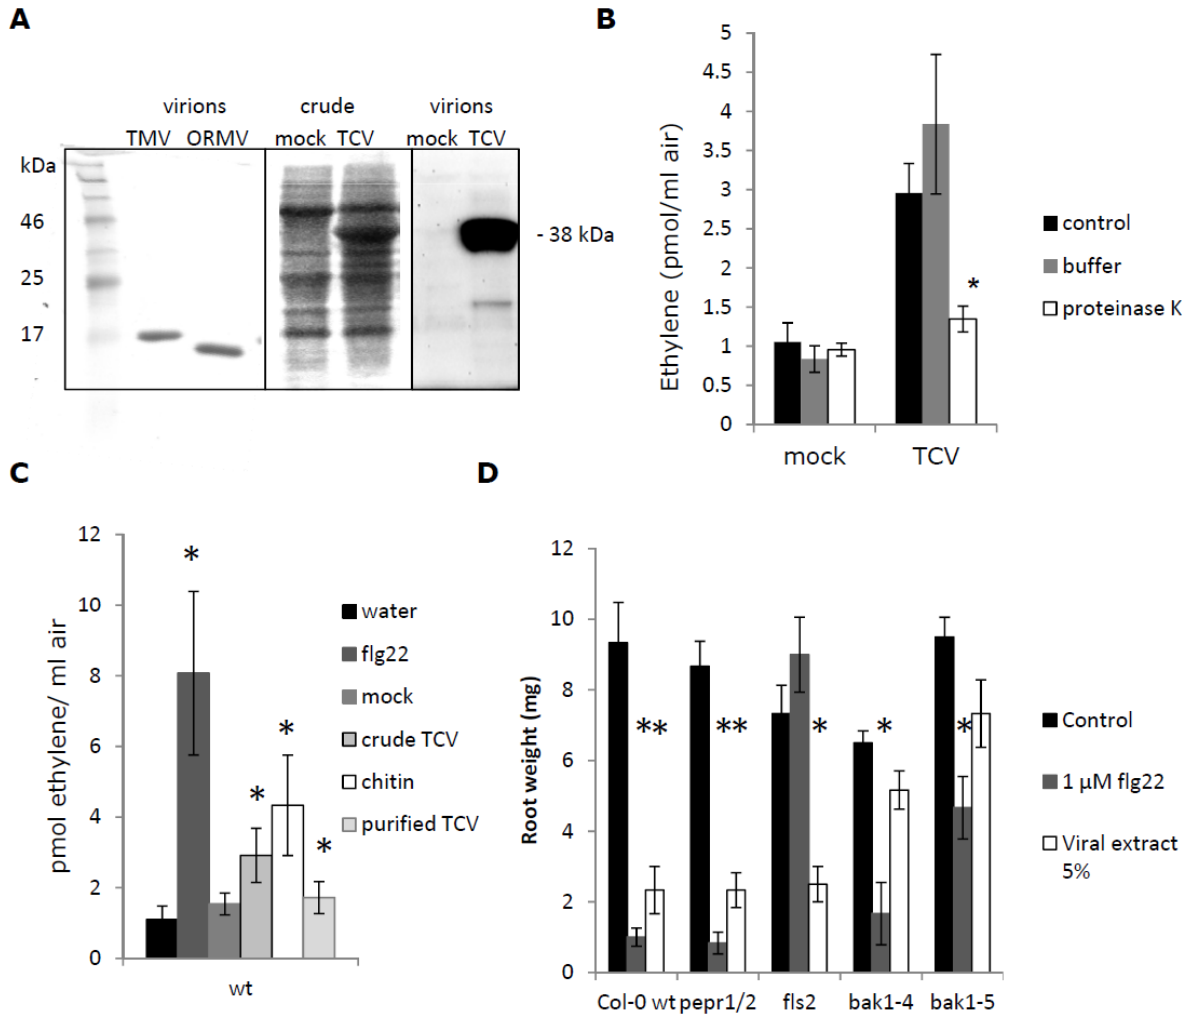 A
virions crude virions
TMV ORMV mock TCV mock TCV
kDa
46
25
17
- 38 kDa
B
Ethylene (pmol/ml air)
5
4.5
4
3.5
3
2.5
2
1.5
1
0.5
0
*
mock TCV
control
buffer
proteinase K
C
pmol ethylene/ ml air
12
10
8
6
4
2
0
* * * *
wt
water
flg22
mock
crude TCV
chitin
purified TCV
D
Root weight (mg)
12
10
8
6
4
2
0
** ** * * *
Col-0 wt pepr1/2 fls2 bak1-4 bak1-5
Control
1 µM flg22
Viral extract
5%